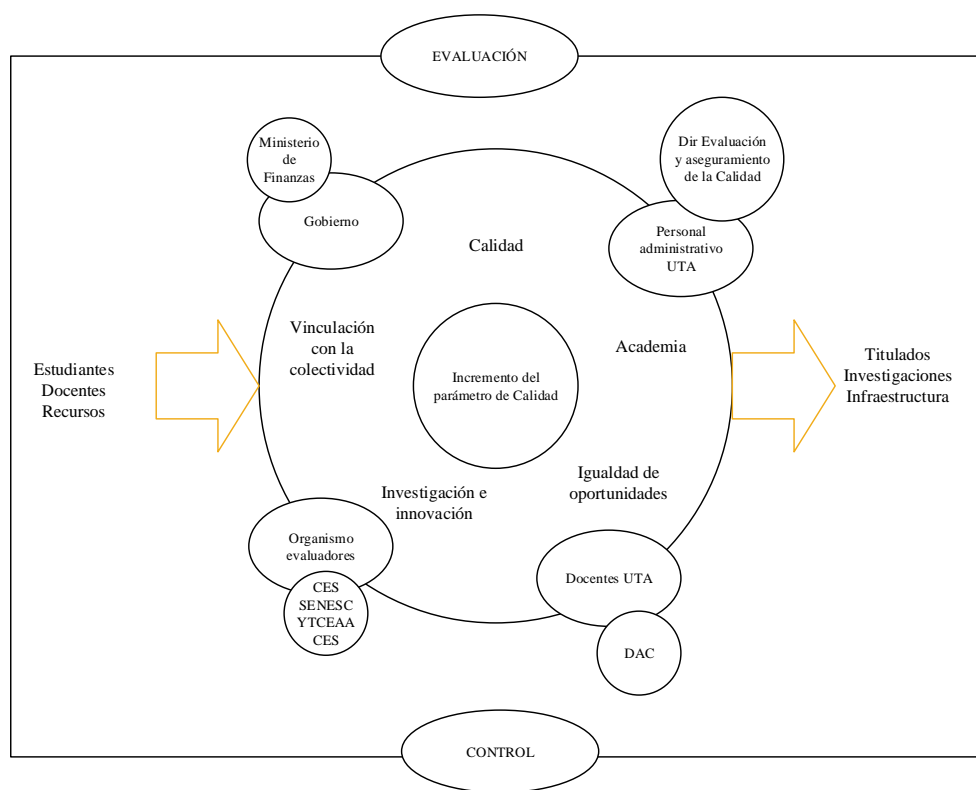 EVALUACIÓN
Ministerio
de
Finanzas
Gobierno
Dir Evaluación
y aseguramiento
de la Calidad
Personal
administrativo
UTA
Calidad
Vinculación
con la
colectividad
Academia
Estudiantes
Docentes
Recursos
Incremento del
parámetro de Calidad
Titulados
Investigaciones
Infraestructura
Investigación e
innovación
Igualdad de
oportunidades
Organismo
evaluadores
CES
SENESC
YTCEAA
CES
Docentes UTA
DAC
CONTROL